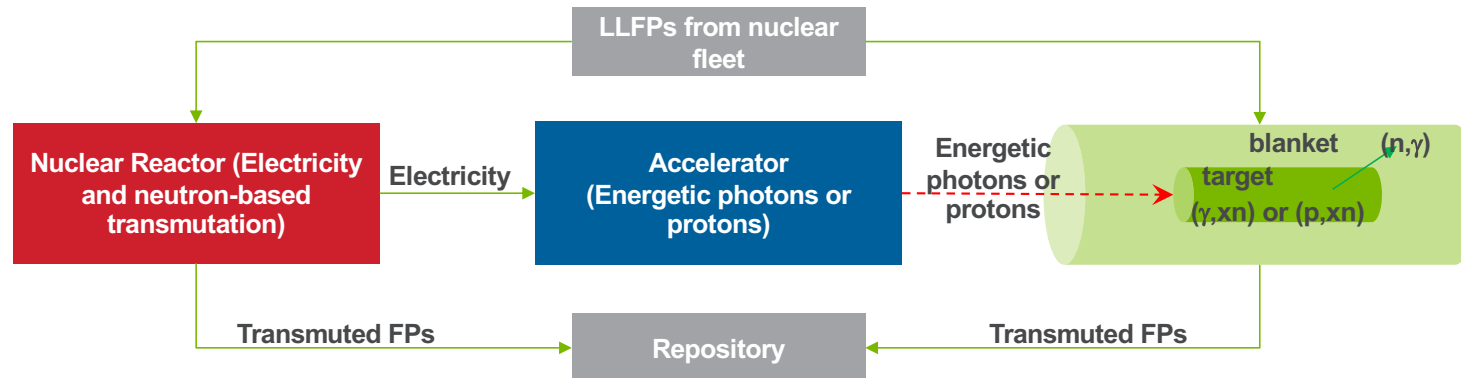 LLFPs from nuclear
fleet
Nuclear Reactor (Electricity
and neutron-based
transmutation)
Electricity
Accelerator
(Energetic photons or
protons)
Energetic
photons or
protons
blanket
(n,γ)
target
(γ,xn) or (p,xn)
Transmuted FPs
Repository
Transmuted FPs